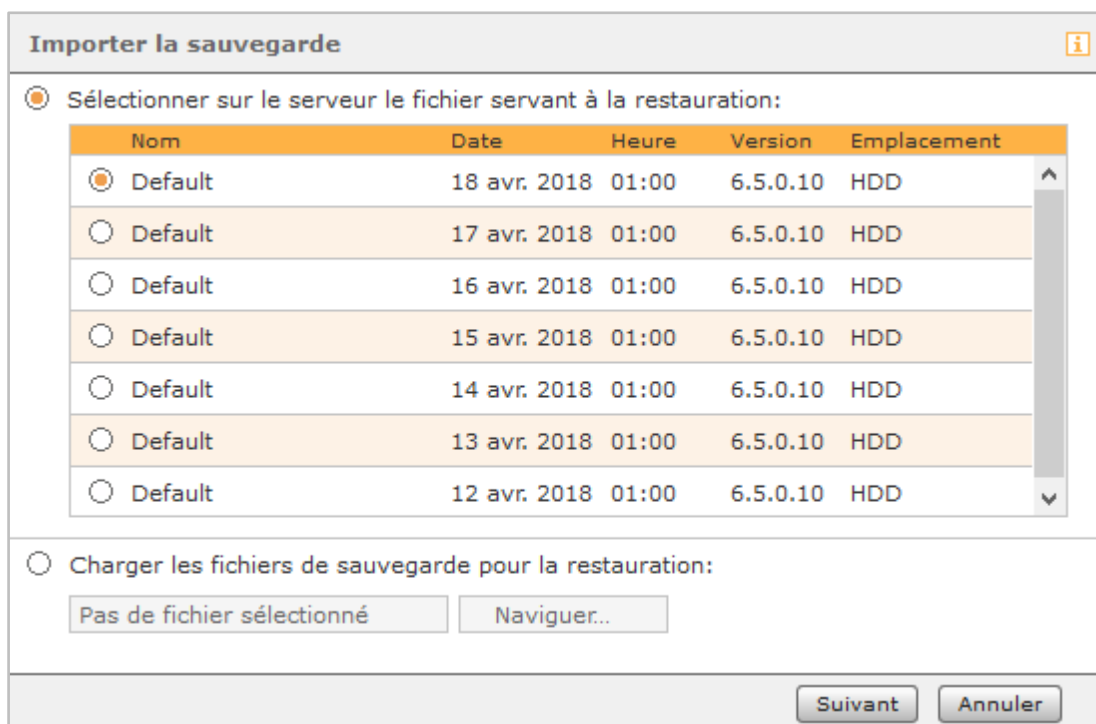 Importer la sauvegarde
Sélectionner sur le serveur le fichier servant à la restauration:
Nom Date Heure Version Emplacement
Default 18 avr. 2018 01:00 6.5.0.10 HDD
Default 17 avr. 2018 01:00 6.5.0.10 HDD
Default 16 avr. 2018 01:00 6.5.0.10 HDD
Default 15 avr. 2018 01:00 6.5.0.10 HDD
Default 14 avr. 2018 01:00 6.5.0.10 HDD
Default 13 avr. 2018 01:00 6.5.0.10 HDD
Default 12 avr. 2018 01:00 6.5.0.10 HDD
Charger les fichiers de sauvegarde pour la restauration:
Pas de fichier sélectionné Naviguer...
Suivant Annuler